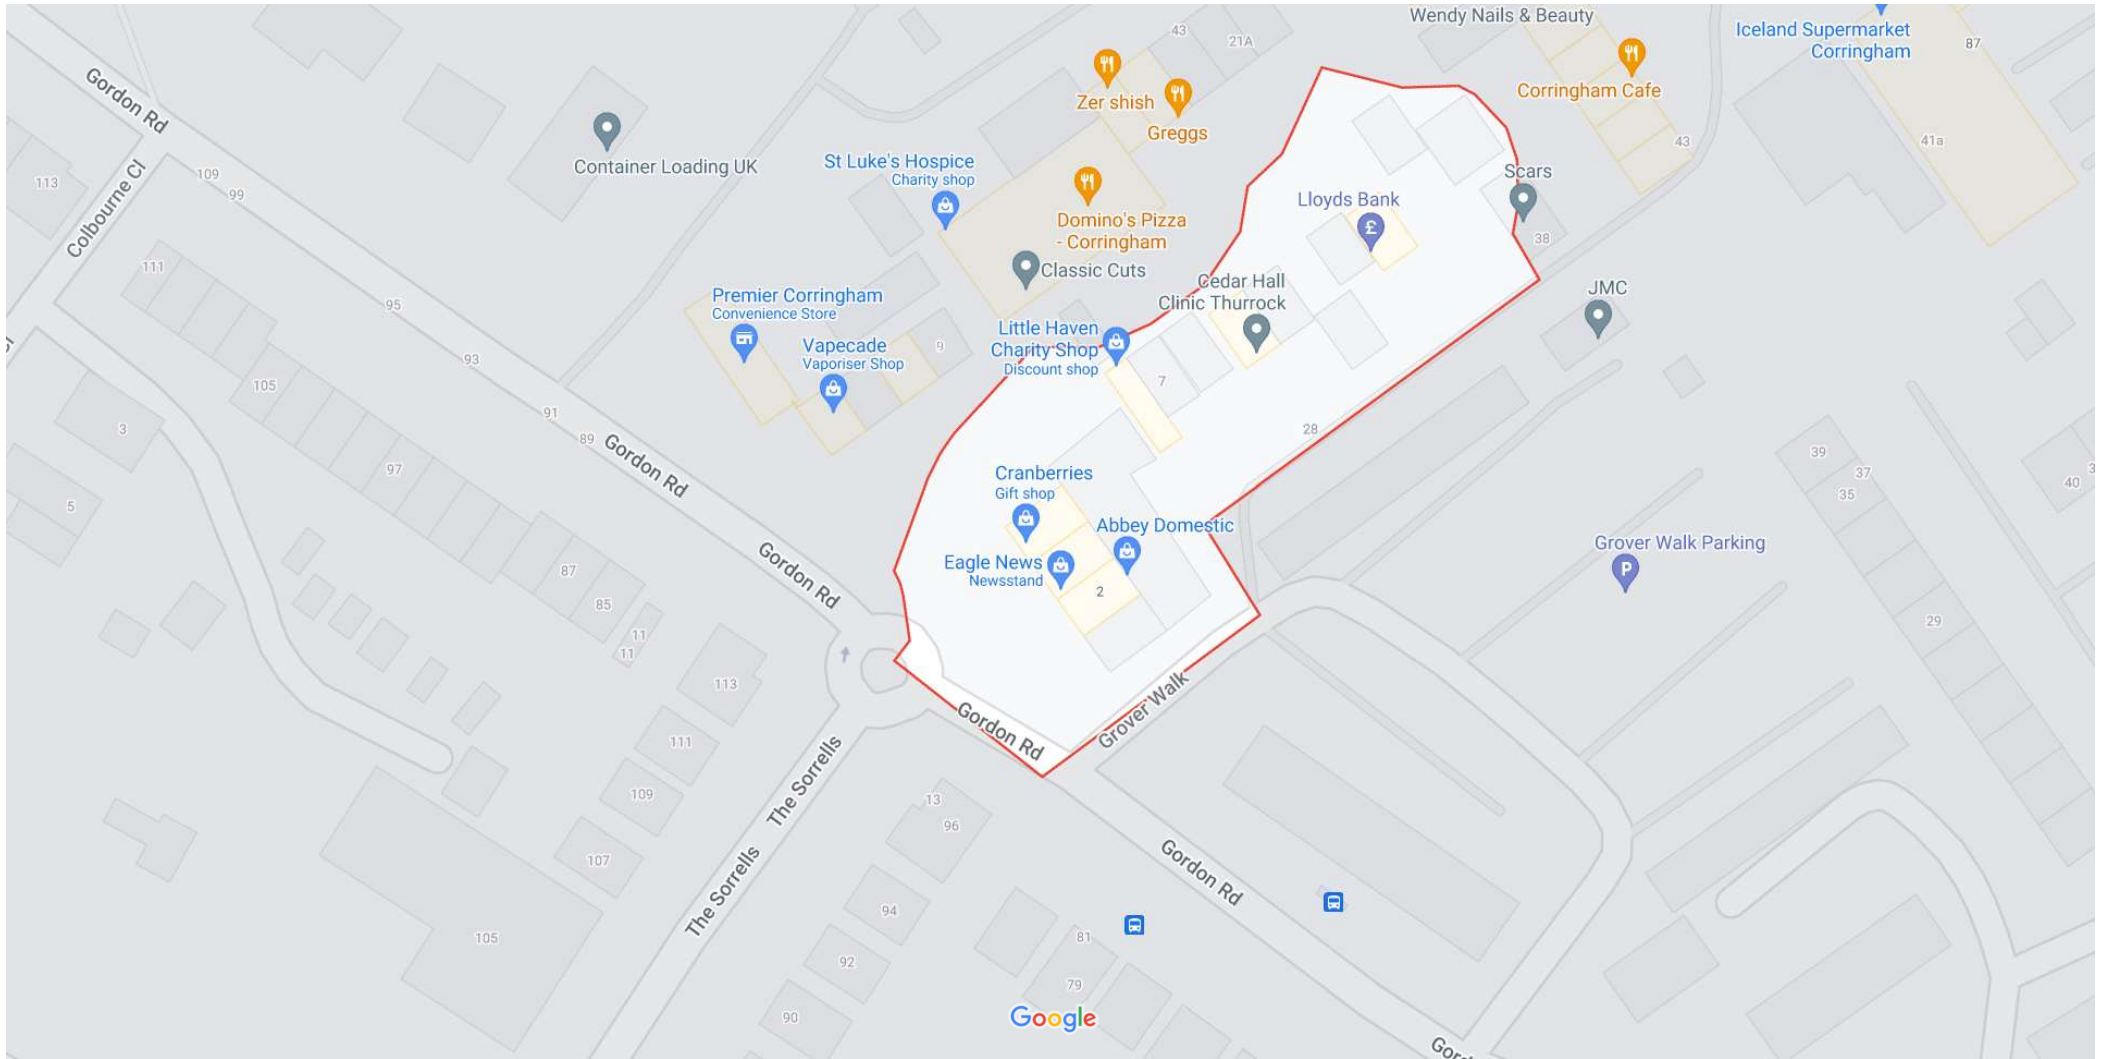 Wendy Nails & Beauty
Iceland Supermarket
Corringham
87
43
21A
Zer shish
Greggs
Corringham Cafe
43
41a
Gordon Rd
Container Loading UK
St Luke's Hospice
Charity shop
Domino's Pizza
- Corringham
Classic Cuts
Lloyds Bank
£
Scars
38
Colbourne Cl
109
99
113
111
95
93
91
89
105
97
3
5
Premier Corringham
Convenience Store
Vapecade
Vaporiser Shop
9
Cedar Hall
Clinic Thurrock
JMC
Little Haven
Charity Shop
Discount shop
7
28
Gordon Rd
Cranberries
Gift shop
Abbey Domestic
Eagle News
Newsstand
2
Grover Walk Parking
P
39
37
35
40
29
Gordon Rd
87
85
11
11
113
111
109
107
105
Gordon Rd
Grover Walk
The Sorrells
The Sorrells
13
96
94
92
90
81
79
Gordon Rd
Google